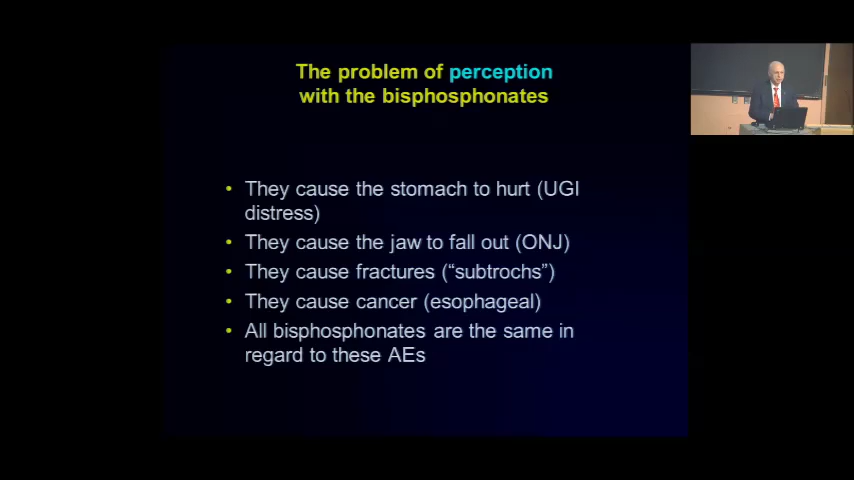 The problem of perception
with the bisphosphonates
• They cause the stomach to hurt (UGI
distress)
• They cause the jaw to fall out (ONJ)
• They cause fractures (“subtrochs”)
• They cause cancer (esophageal)
• All bisphosphonates are the same in
regard to these AEs